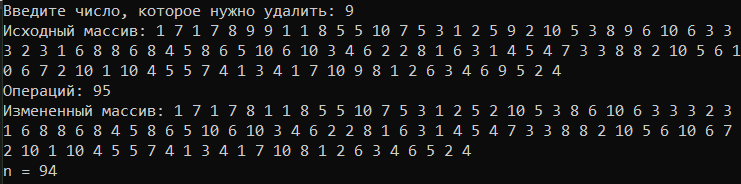 Введите число, которое нужно удалить: 9
Исходный массив: 1 7 1 7 8 9 9 1 1 8 5 5 10 7 5 3 1 2 5 9 2 10 5 3 8 9 6 10 6 3 3
3 2 3 1 6 8 8 6 8 4 5 8 6 5 10 6 10 3 4 6 2 2 8 1 6 3 1 4 5 4 7 3 3 8 8 2 10 5 6 1
0 6 7 2 10 1 10 4 5 5 7 4 1 3 4 1 7 10 9 8 1 2 6 3 4 6 9 5 2 4
Операций: 95
Измененный массив: 1 7 1 7 8 1 1 8 5 5 10 7 5 3 1 2 5 2 10 5 3 8 6 10 6 3 3 3 2 3
1 6 8 8 6 8 4 5 8 6 5 10 6 10 3 4 6 2 2 8 1 6 3 1 4 5 4 7 3 3 8 8 2 10 5 6 10 6 7
2 10 1 10 4 5 5 7 4 1 3 4 1 7 10 8 1 2 6 3 4 6 5 2 4
n = 94